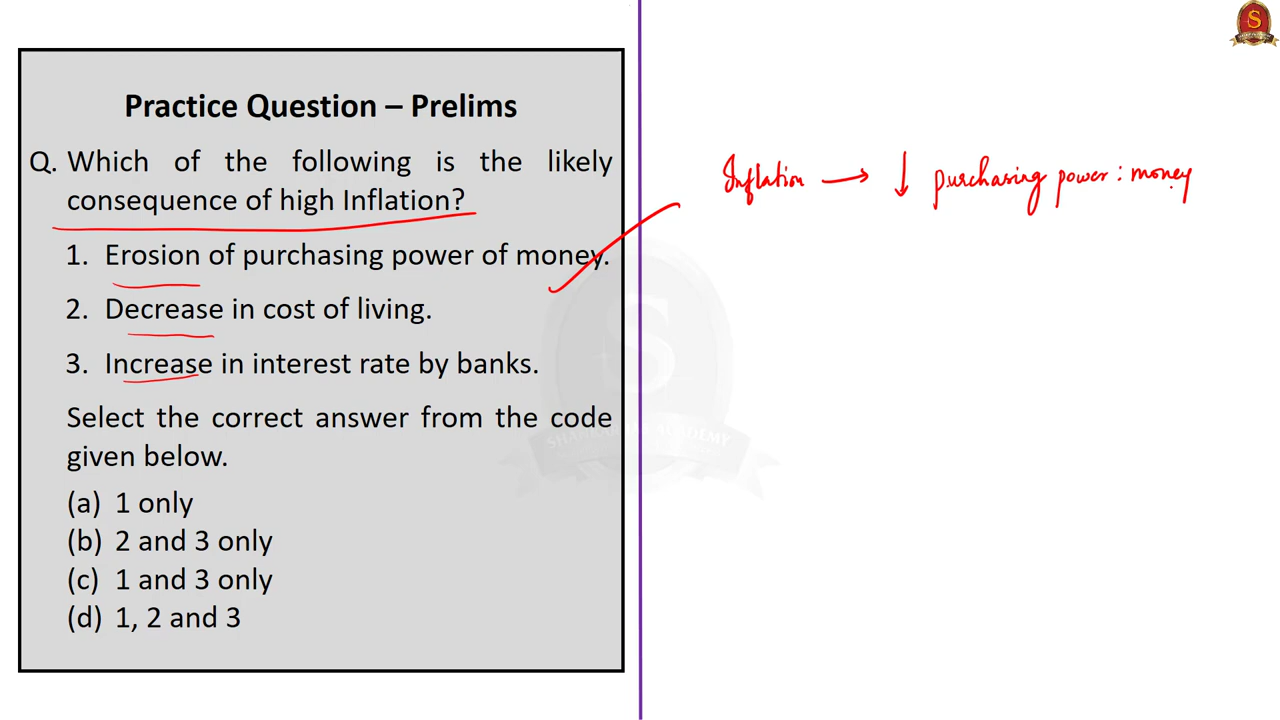 Practice Question – Prelims
Q. Which of the following is the likely
consequence of high Inflation?
1. Erosion of purchasing power of money.
2. Decrease in cost of living.
3. Increase in interest rate by banks.
Select the correct answer from the code
given below.
(a) 1 only
(b) 2 and 3 only
(c) 1 and 3 only
(d) 1, 2 and 3
Inflation → ↓ purchasing power : money
S
S
ACADEMY